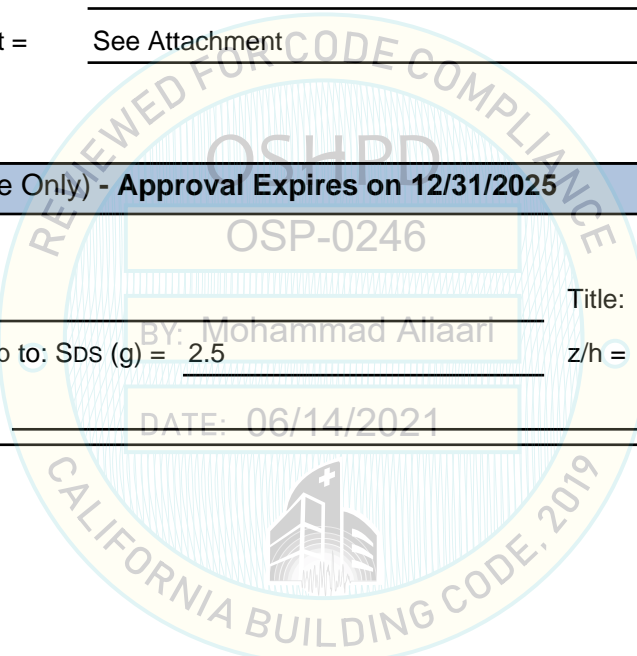 t = See Attachment
REVIEWED FOR CODE COMPLIANCE
OSHPD
e Only) - Approval Expires on 12/31/2025
OSP-0246
Title:
BY: Mohammad Aliaari
o to: SDS (g) = 2.5 z/h =
DATE: 06/14/2021
CALIFORNIA BUILDING CODE, 2019